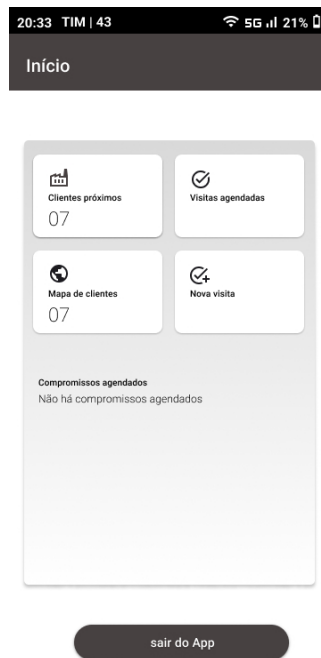 20:33 TIM | 43 5G 21%
Início
Clientes próximos
07
Visitas agendadas
Mapa de clientes
07
Nova visita
Compromissos agendados
Não há compromissos agendados
sair do App